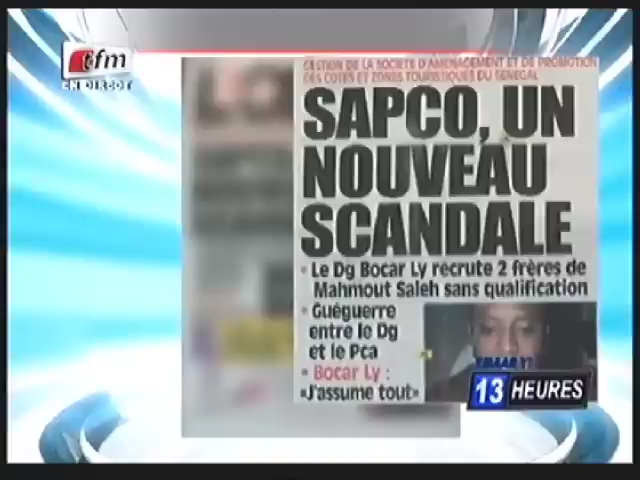 tfm
EN DIRECT
GESTION DE LA SOCIETE D'AMENAGEMENT ET DE PROMOTION
DES COTES ET ZONES TOURISTIQUES DU SENEGAL
SAPCO, UN
NOUVEAU
SCANDALE
• Le Dg Bocar Ly recrute 2 frères de
Mahmout Saleh sans qualification
• Guéguerre
entre le Dg
et le Pca
• Bocar Ly :
«J'assume tout»
13 HEURES